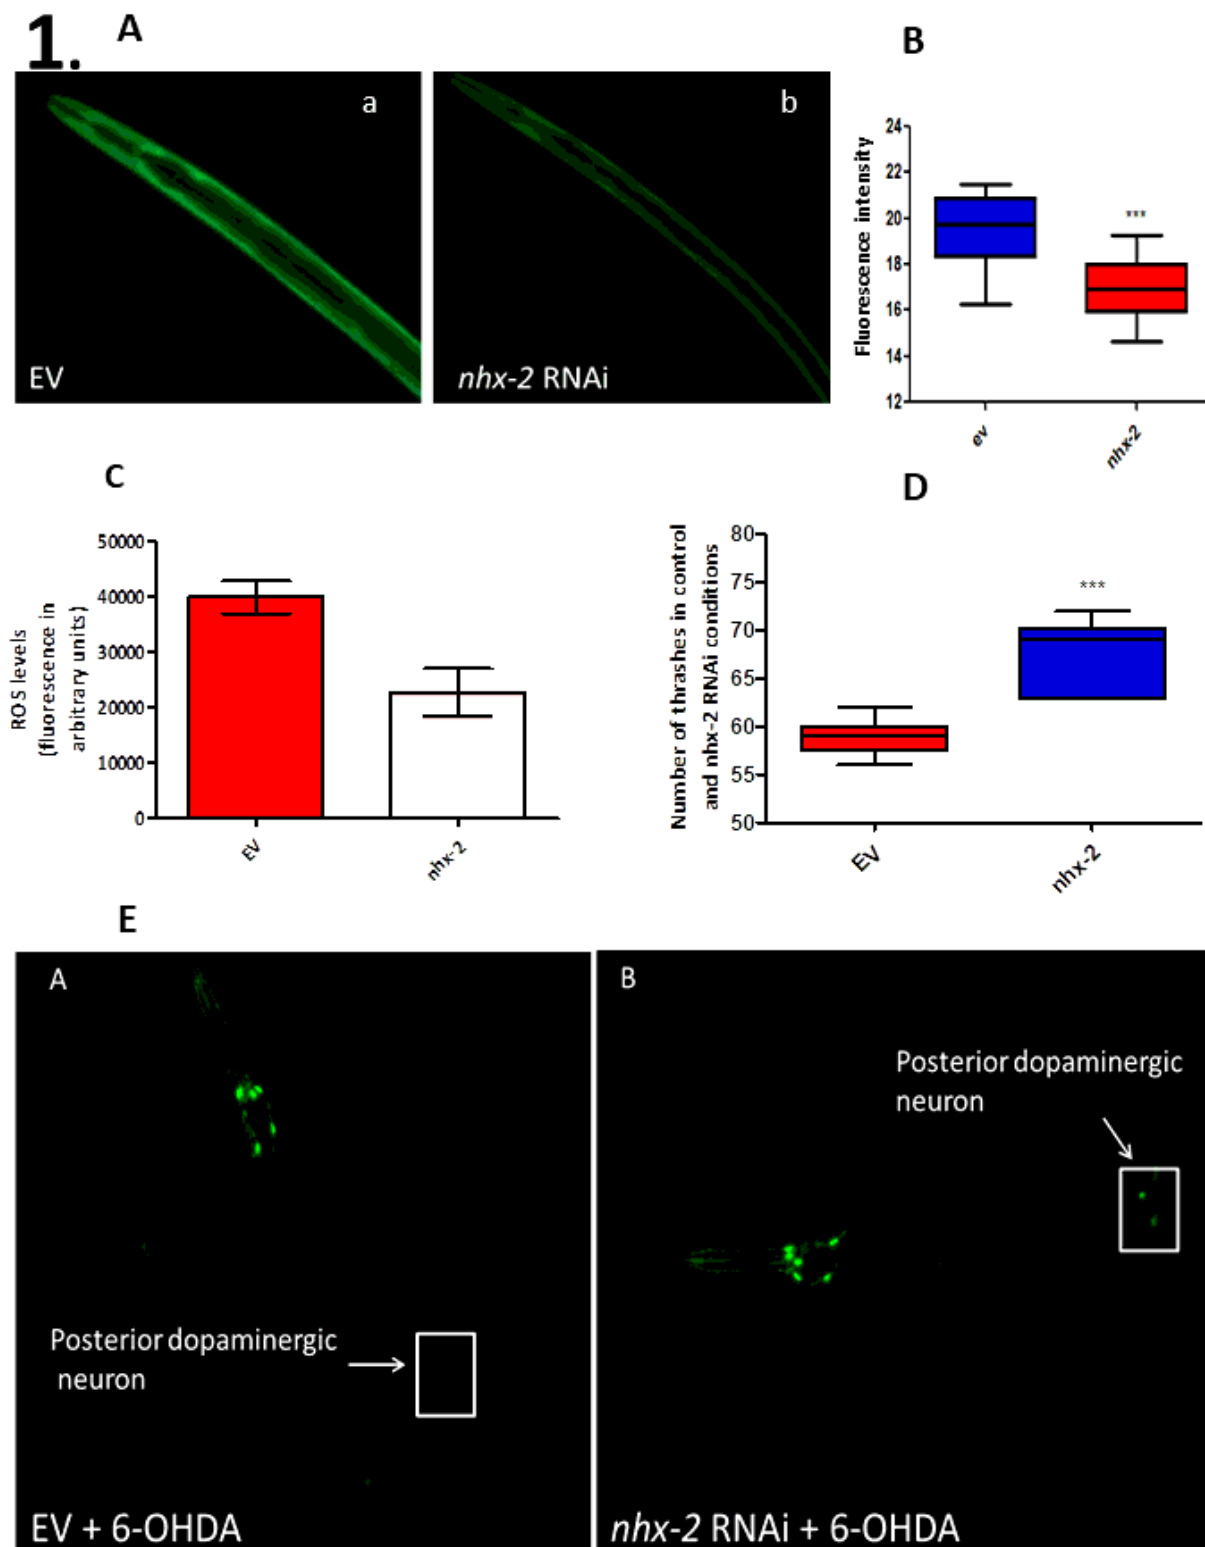 1.
A
B
a
b
EV
nhx-2 RNAi
Fluorescence intensity
24
22
20
18
16
14
12
***
ev
nhx-2
C
D
ROS levels
(fluorescence in
arbitrary units)
50000
40000
30000
20000
10000
0
EV
nhx-2
Number of thrashes in control
and nhx-2 RNAi conditions
80
75
70
65
60
55
50
***
EV
nhx-2
E
A
Posterior dopaminergic
neuron
EV + 6-OHDA
B
Posterior dopaminergic
neuron
nhx-2 RNAi + 6-OHDA